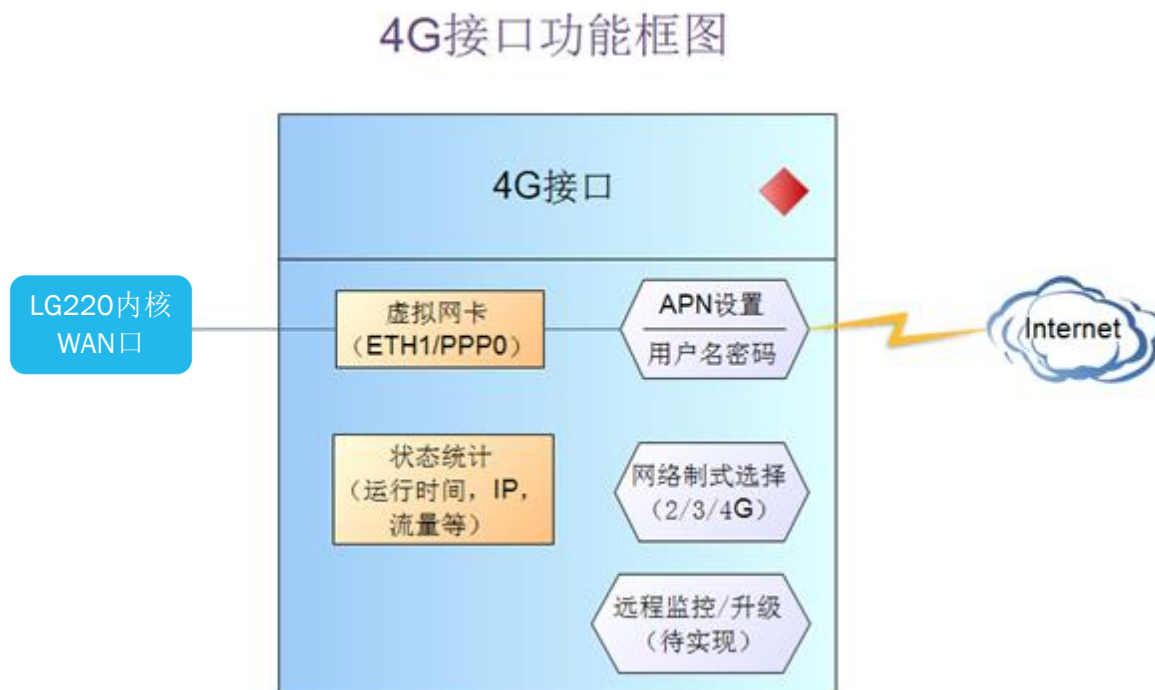 4G接口功能框图
4G接口
LG220内核
WAN口
虚拟网卡
（ETH1/PPP0）
APN设置
用户名密码
Internet
状态统计
（运行时间，IP，
流量等）
网络制式选择
（2/3/4G）
远程监控/升级
（待实现）